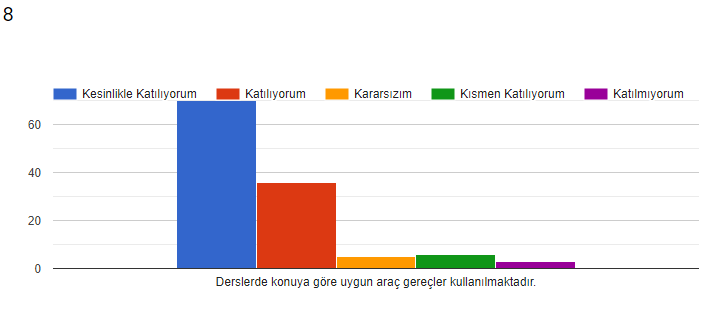 8
Kesinlikle Katılıyorum Katılıyorum Kararsızım Kısmen Katılıyorum Katılmıyorum
60
40
20
0
Derslerde konuya göre uygun araç gereçler kullanılmaktadır.